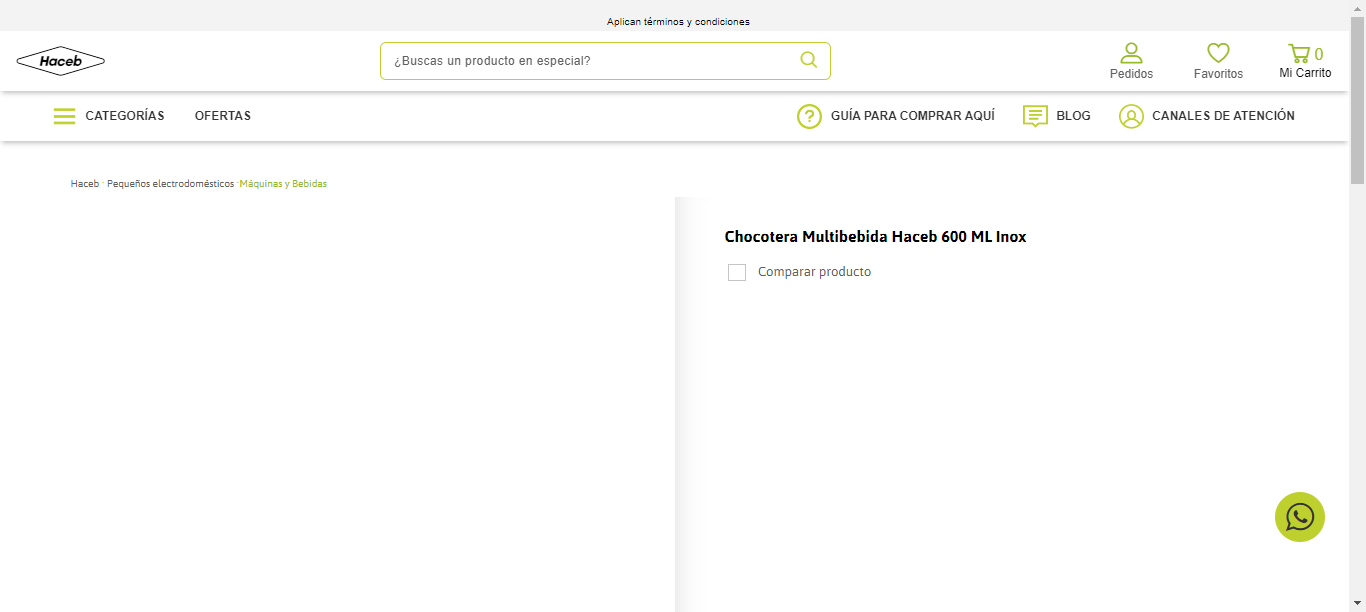 Aplican términos y condiciones
Haceb
¿Buscas un producto en especial?
Pedidos
Favoritos
0
Mi Carrito
CATEGORÍAS
OFERTAS
GUÍA PARA COMPRAR AQUÍ
BLOG
CANALES DE ATENCIÓN
Haceb · Pequeños electrodomésticos · Máquinas y Bebidas
Chocotera Multibebida Haceb 600 ML Inox
Comparar producto